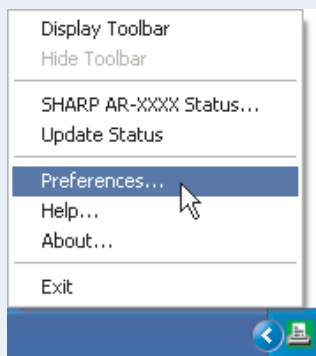 Display Toolbar
Hide Toolbar
SHARP AR-XXXX Status...
Update Status
Preferences...
Help...
About...
Exit